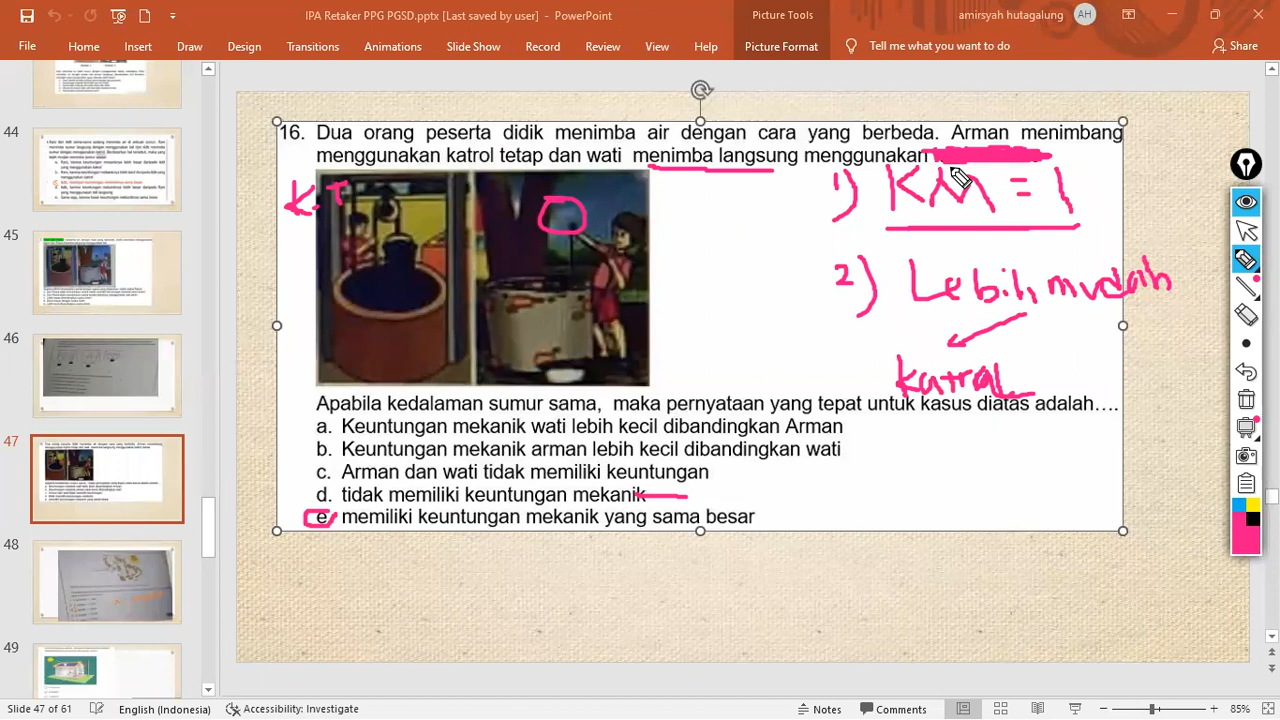 IPA Retaker PPG PGSD.pptx [Last saved by user] - PowerPoint
Picture Tools
amirsyah hutagalung
AH
File
Home
Insert
Draw
Design
Transitions
Animations
Slide Show
Record
Review
View
Help
Picture Format
Tell me what you want to do
Share
44
45
46
47
48
49
16. Dua orang peserta didik menimba air dengan cara yang berbeda. Arman menimbang
menggunakan katrol tetap dan wati menimba langsung menggunakan
K.T
1) KM = 1
2) Lebih mudah
katrol
Apabila kedalaman sumur sama, maka pernyataan yang tepat untuk kasus diatas adalah….
a. Keuntungan mekanik wati lebih kecil dibandingkan Arman
b. Keuntungan mekanik arman lebih kecil dibandingkan wati
c. Arman dan wati tidak memiliki keuntungan
d. tidak memiliki keuntungan mekanik
e. memiliki keuntungan mekanik yang sama besar
Slide 47 of 61
English (Indonesia)
Accessibility: Investigate
Notes
Comments
85%